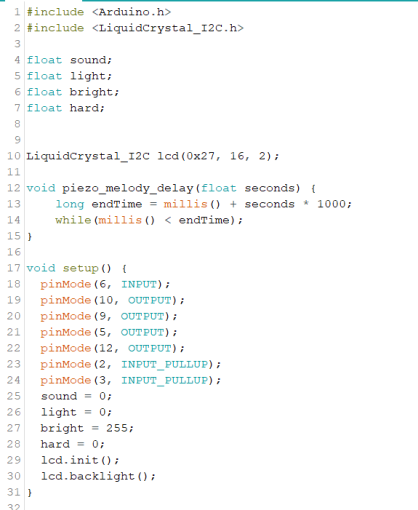 1 #include <Arduino.h>
2 #include <LiquidCrystal_I2C.h>
3
4 float sound;
5 float light;
6 float bright;
7 float hard;
8
9
10 LiquidCrystal_I2C lcd(0x27, 16, 2);
11
12 void piezo_melody_delay(float seconds) {
13     long endTime = millis() + seconds * 1000;
14     while(millis() < endTime);
15 }
16
17 void setup() {
18   pinMode(6, INPUT);
19   pinMode(10, OUTPUT);
20   pinMode(9, OUTPUT);
21   pinMode(5, OUTPUT);
22   pinMode(12, OUTPUT);
23   pinMode(2, INPUT_PULLUP);
24   pinMode(3, INPUT_PULLUP);
25   sound = 0;
26   light = 0;
27   bright = 255;
28   hard = 0;
29   lcd.init();
30   lcd.backlight();
31 }
32